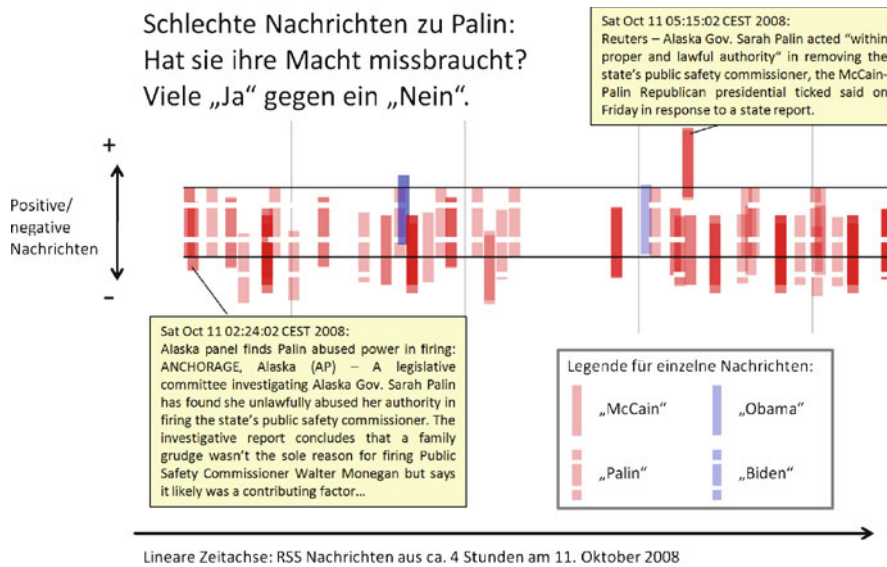 Schlechte Nachrichten zu Palin:
Hat sie ihre Macht missbraucht?
Viele „Ja“ gegen ein „Nein“.
Sat Oct 11 05:15:02 CEST 2008:
Reuters – Alaska Gov. Sarah Palin acted “within
proper and lawful authority“ in removing the
state’s public safety commissioner, the McCain-
Palin Republican presidential ticked said on
Friday in response to a state report.
+
Positive/
negative
Nachrichten
-
Sat Oct 11 02:24:02 CEST 2008:
Alaska panel finds Palin abused power in firing:
ANCHORAGE, Alaska (AP) – A legislative
committee investigating Alaska Gov. Sarah Palin
has found she unlawfully abused her authority in
firing the state’s public safety commissioner. The
investigative report concludes that a family
grudge wasn’t the sole reason for firing Public
Safety Commissioner Walter Monegan but says
it likely was a contributing factor…
Legende für einzelne Nachrichten:
„McCain“
„Obama“
„Palin“
„Biden“
Lineare Zeitachse: RSS Nachrichten aus ca. 4 Stunden am 11. Oktober 2008